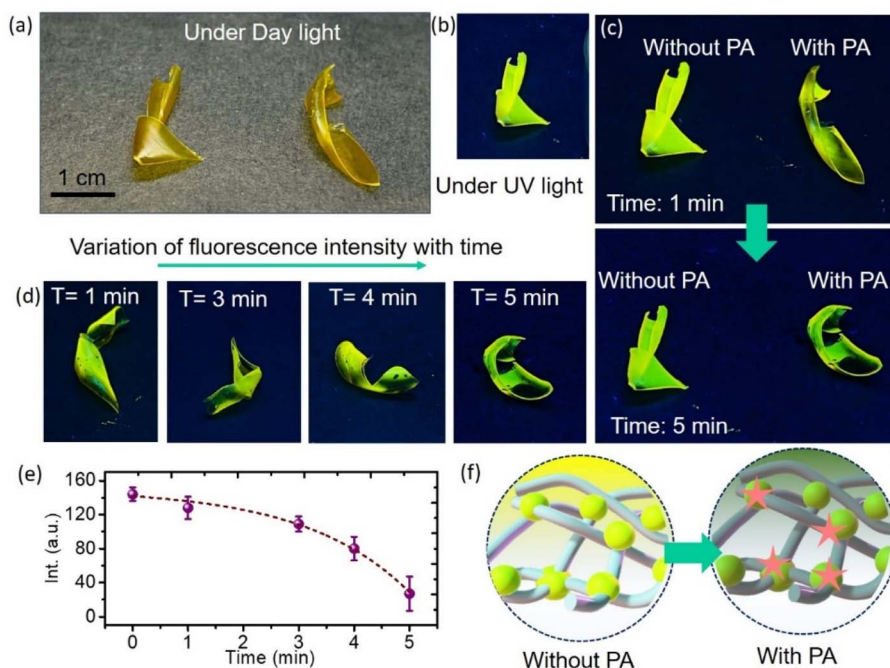 (a)
Under Day light
1 cm
(b)
Under UV light
(c)
Without PA With PA
Time: 1 min
Without PA With PA
Time: 5 min
Variation of fluorescence intensity with time
(d)
T= 1 min
T= 3 min
T= 4 min
T= 5 min
(e)
Int. (a.u.)
160
120
80
40
0
0 1 2 3 4 5
Time (min)
(f)
Without PA
With PA